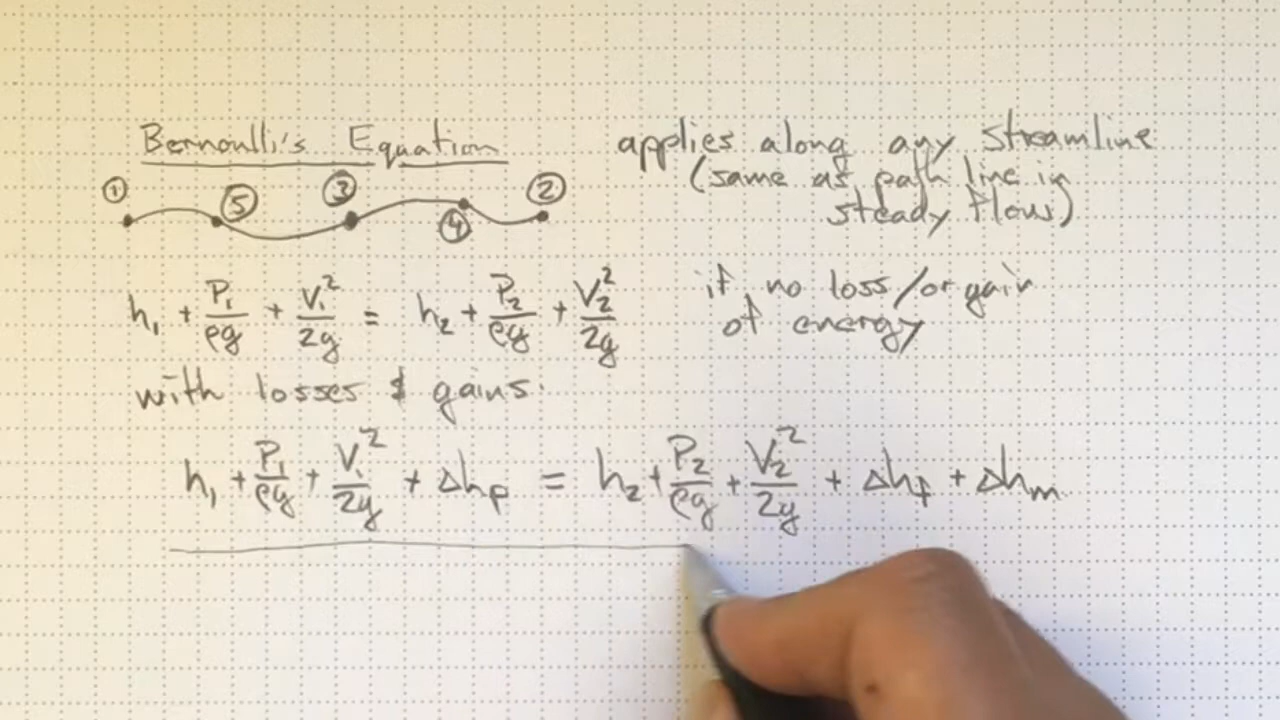 Bernoulli's Equation
applies along any streamline
(same as path line in
steady flow)
① ⑤ ③ ④ ②
h₁ + P₁/ρg + V₁²/2g = h₂ + P₂/ρg + V₂²/2g
if no loss/or gain
of energy
with losses & gains.
h₁ + P₁/ρg + V₁²/2g + Δhₚ = h₂ + P₂/ρg + V₂²/2g + Δh_f + Δhₘ